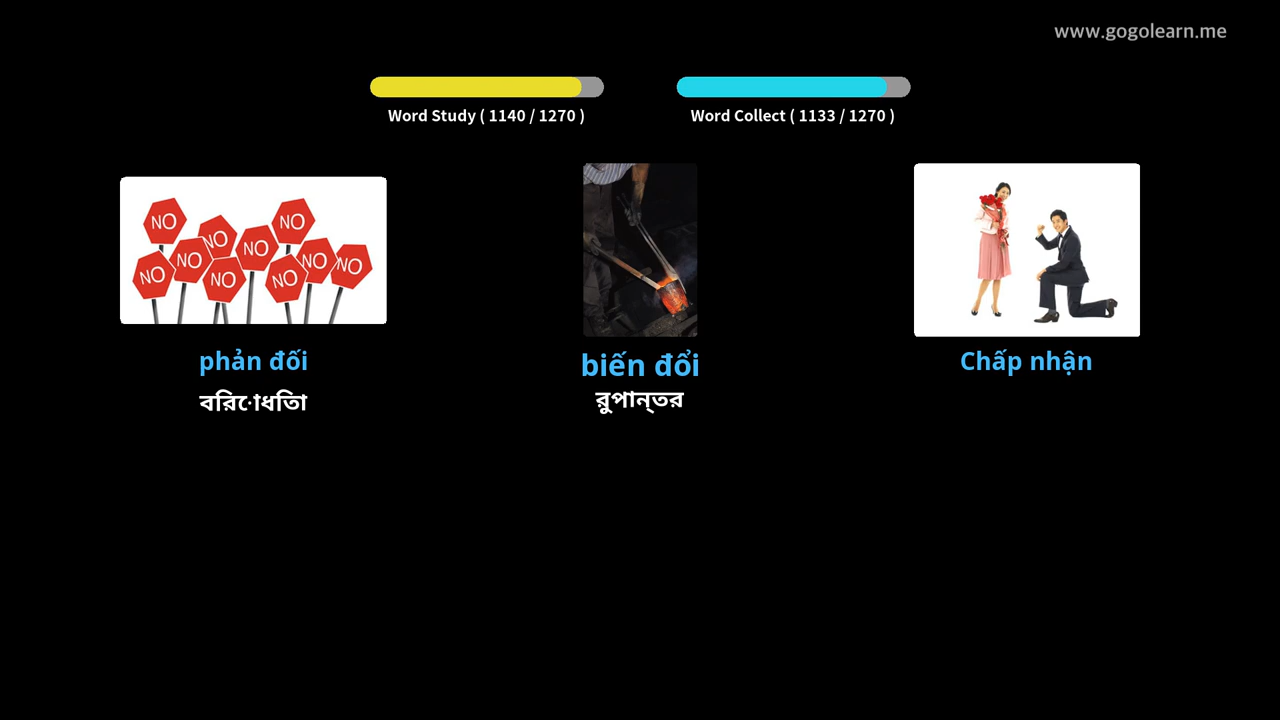 www.gogolearn.me
Word Study ( 1140 / 1270 )
Word Collect ( 1133 / 1270 )
NO NO NO NO NO NO NO NO NO NO
phản đối
biến đổi
Chấp nhận
বিরোধিতা
রুপান্তর